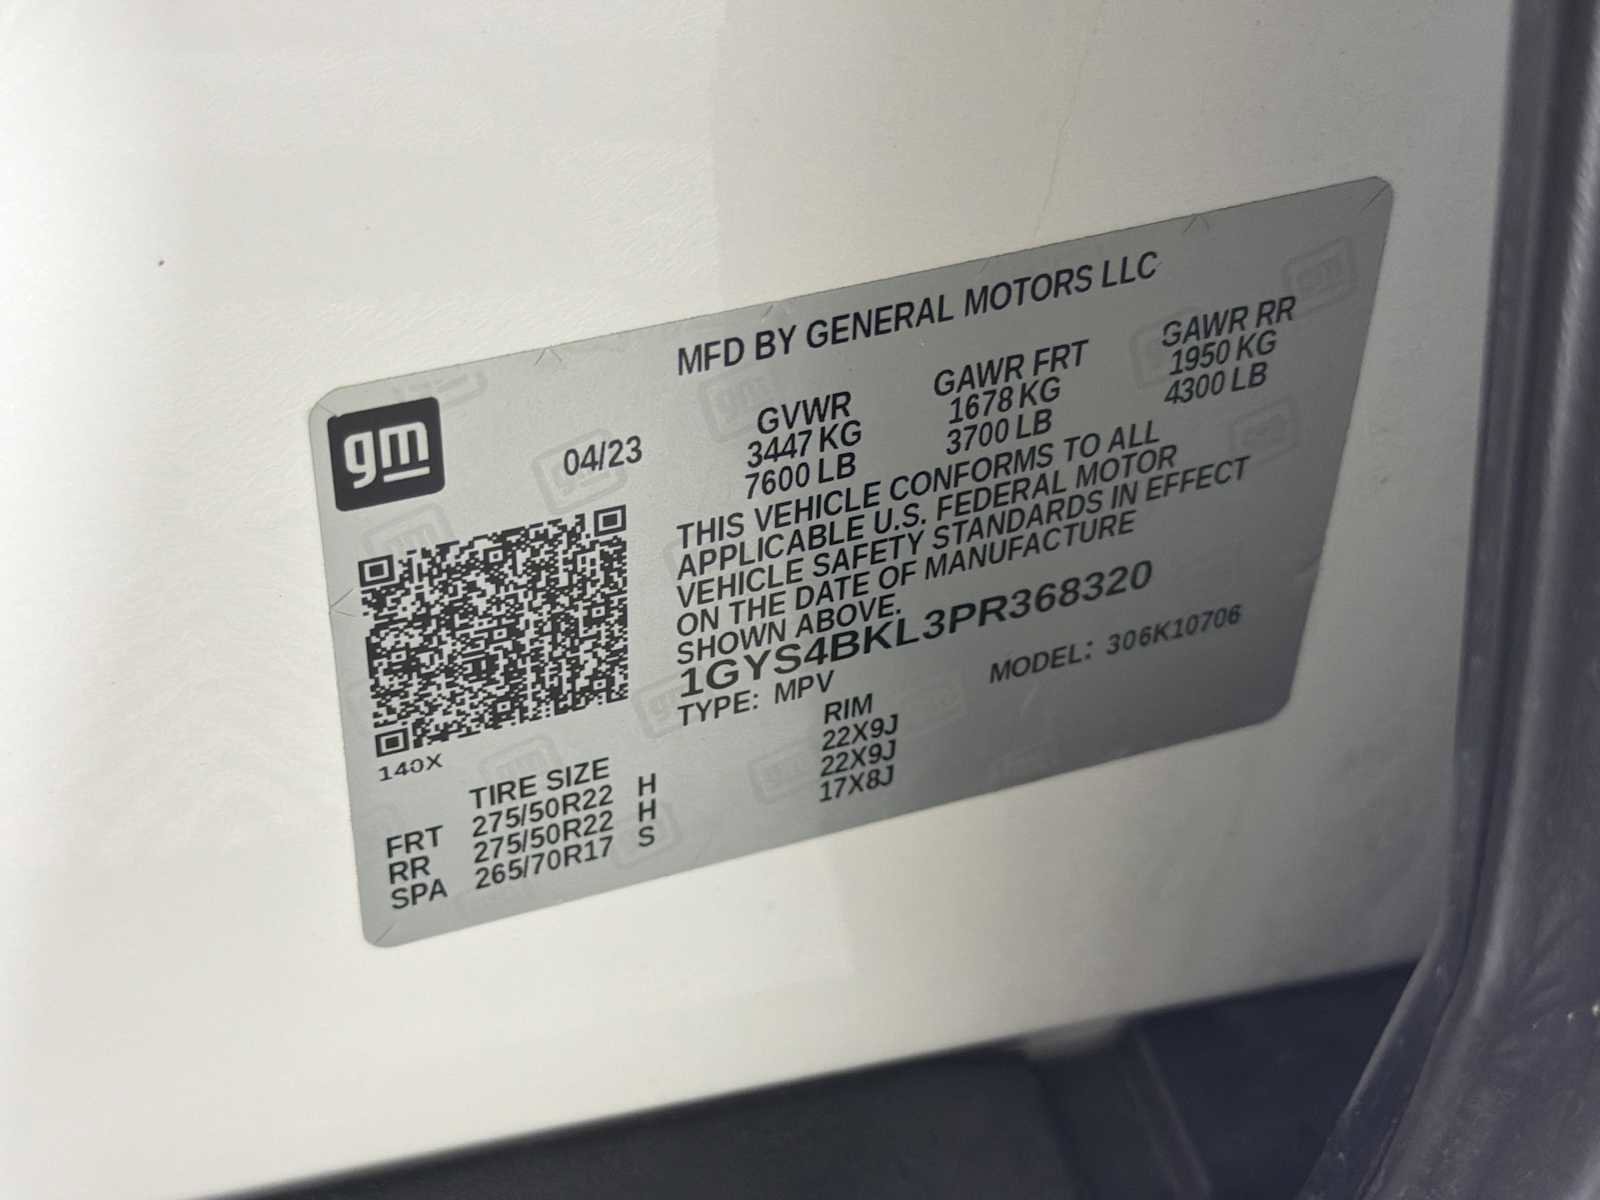 MFD BY GENERAL MOTORS LLC
gm
04/23
GVWR GAWR FRT GAWR RR
3447 KG 1678 KG 1950 KG
7600 LB 3700 LB 4300 LB
THIS VEHICLE CONFORMS TO ALL
APPLICABLE U.S. FEDERAL MOTOR
VEHICLE SAFETY STANDARDS IN EFFECT
ON THE DATE OF MANUFACTURE
SHOWN ABOVE.
1GYS4BKL3PR368320
TYPE: MPV MODEL: 306K10706
140X
TIRE SIZE RIM
FRT 275/50R22 H 22X9J
RR 275/50R22 H 22X9J
SPA 265/70R17 S 17X8J